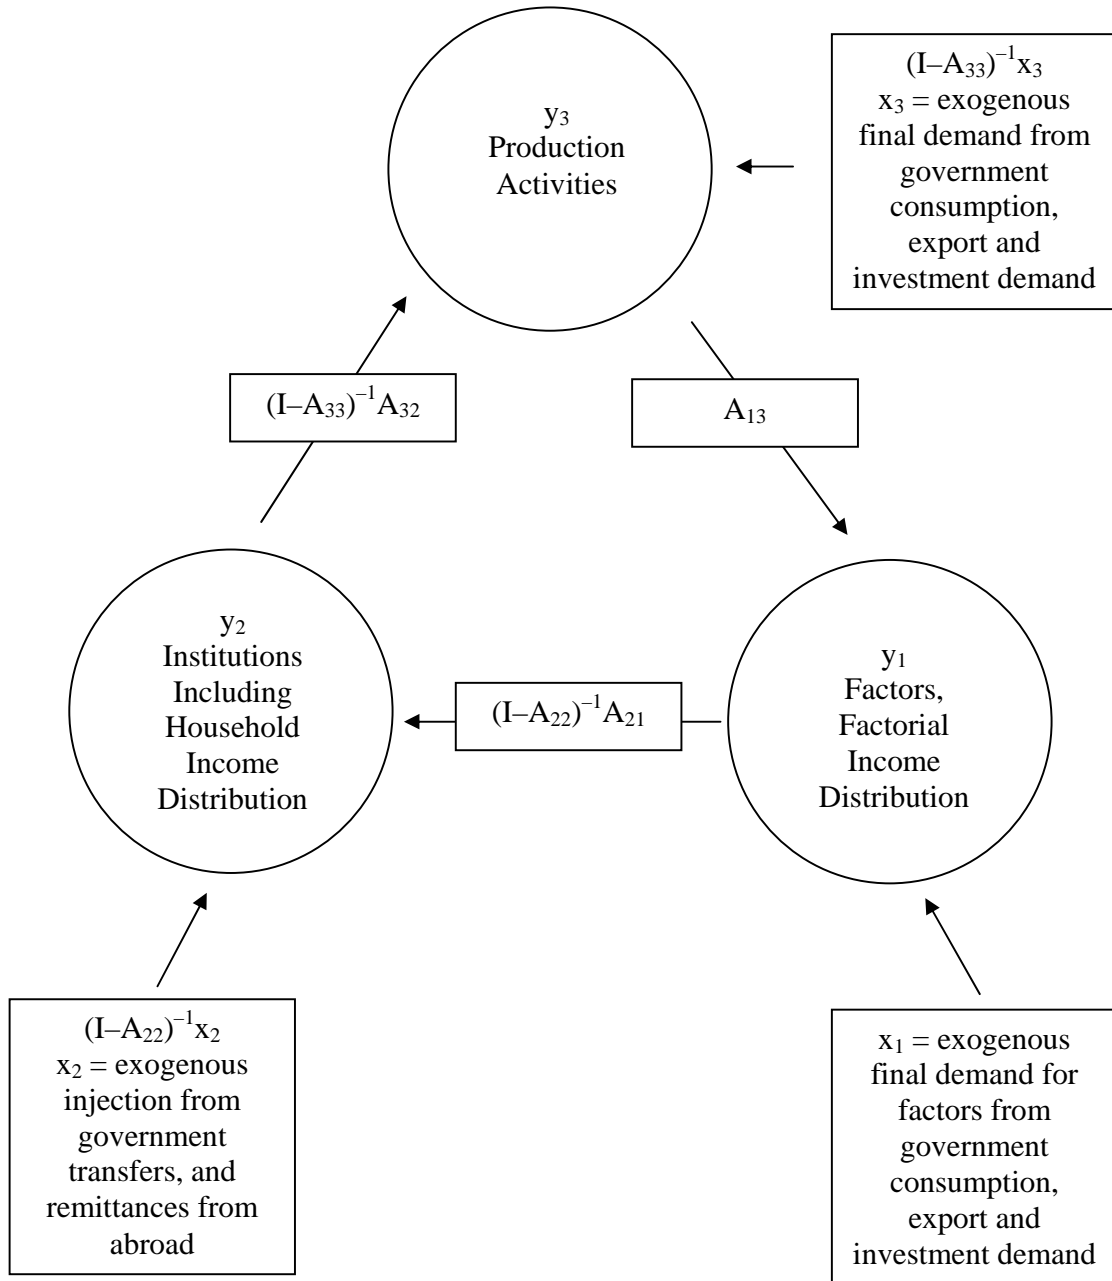 y₃
Production
Activities
(I–A₃₃)⁻¹x₃
x₃ = exogenous
final demand from
government
consumption,
export and
investment demand
(I–A₃₃)⁻¹A₃₂
A₁₃
y₂
Institutions
Including
Household
Income
Distribution
(I–A₂₂)⁻¹A₂₁
y₁
Factors,
Factorial
Income
Distribution
(I–A₂₂)⁻¹x₂
x₂ = exogenous
injection from
government
transfers, and
remittances from
abroad
x₁ = exogenous
final demand for
factors from
government
consumption,
export and
investment demand